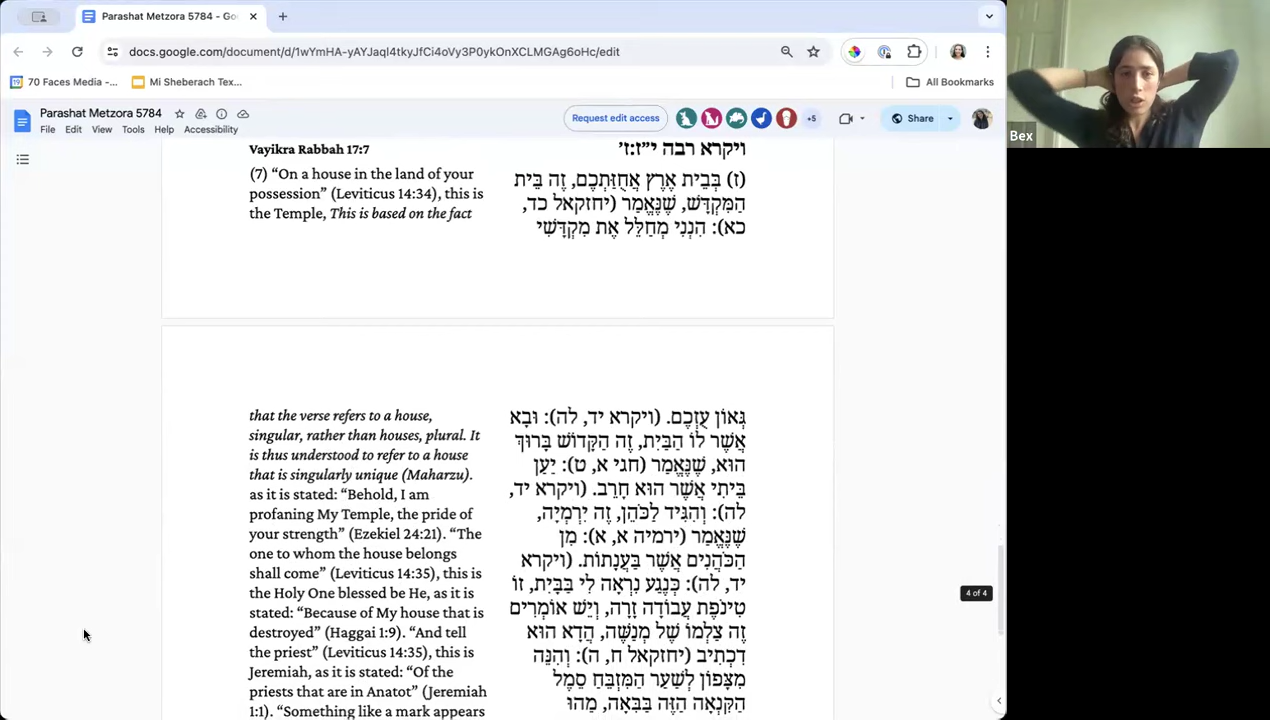 Parashat Metzora 5784 - Go
docs.google.com/document/d/1wYmHA-yAYJaql4tkyJfCi4oVy3P0ykOnXCLMGAg6oHc/edit
70 Faces Media -...
Mi Sheberach Tex...
All Bookmarks
Parashat Metzora 5784
File Edit View Tools Help Accessibility
Request edit access
+5
Share
Bex
Vayikra Rabbah 17:7
(7) “On a house in the land of your
possession” (Leviticus 14:34), this is
the Temple, This is based on the fact
ויקרא רבה י״ז:ז׳
(ז) בְּבֵית אֶרֶץ אֲחֻזַּתְכֶם, זֶה בֵּית
הַמִּקְדָּשׁ, שֶׁנֶּאֱמַר (יחזקאל כד,
כא): הִנְנִי מְחַלֵּל אֶת מִקְדָּשִׁי
that the verse refers to a house,
singular, rather than houses, plural. It
is thus understood to refer to a house
that is singularly unique (Maharzu).
as it is stated: “Behold, I am
profaning My Temple, the pride of
your strength” (Ezekiel 24:21). “The
one to whom the house belongs
shall come” (Leviticus 14:35), this is
the Holy One blessed be He, as it is
stated: “Because of My house that is
destroyed” (Haggai 1:9). “And tell
the priest” (Leviticus 14:35), this is
Jeremiah, as it is stated: “Of the
priests that are in Anatot” (Jeremiah
1:1). “Something like a mark appears
גְּאוֹן עֻזְּכֶם. (ויקרא יד, לה): וּבָא
אֲשֶׁר לוֹ הַבַּיִת, זֶה הַקָּדוֹשׁ בָּרוּךְ
הוּא, שֶׁנֶּאֱמַר (חגי א, ט): יַעַן
בֵּיתִי אֲשֶׁר הוּא חָרֵב. (ויקרא יד,
לה): וְהִגִּיד לַכֹּהֵן, זֶה יִרְמְיָה,
שֶׁנֶּאֱמַר (ירמיה א, א): מִן
הַכֹּהֲנִים אֲשֶׁר בַּעֲנָתוֹת. (ויקרא
יד, לה): כְּנֶגַע נִרְאָה לִי בַּבָּיִת, זוֹ
טִינֹפֶת עֲבוֹדָה זָרָה, וְיֵשׁ אוֹמְרִים
זֶה צַלְמוֹ שֶׁל מְנַשֶּׁה, הֲדָא הוּא
דִכְתִיב (יחזקאל ח, ה): וְהִנֵּה
מִצָּפוֹן לְשַׁעַר הַמִּזְבֵּחַ סֵמֶל
הַקִּנְאָה הַזֶּה בַּבִּאָה, מַהוּ
4 of 4